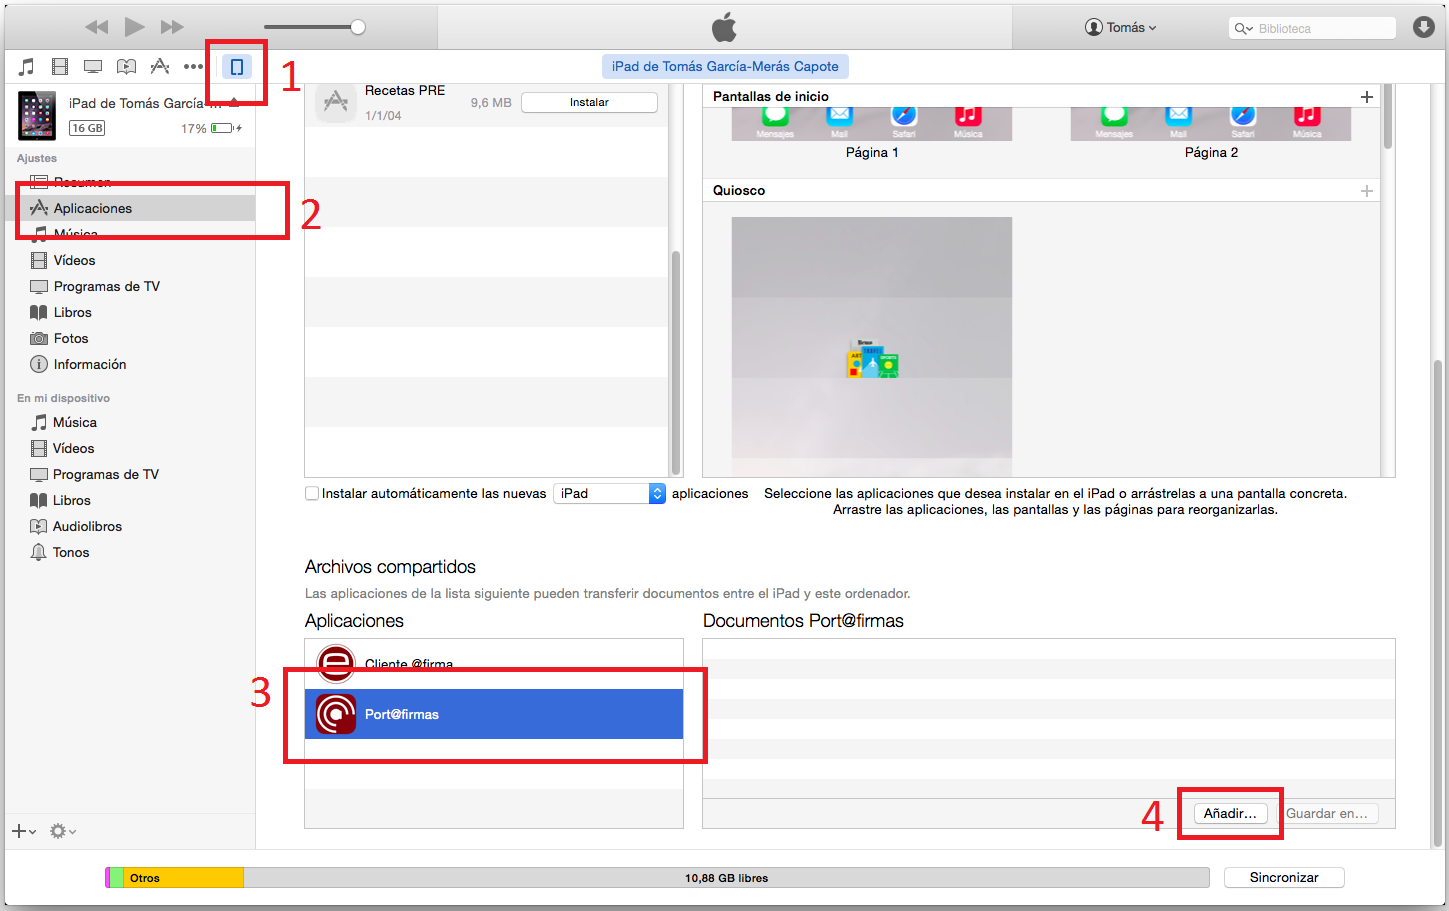 Tomás
Biblioteca
1
iPad de Tomás García-Merás Capote
iPad de Tomás García-...
16 GB
17%
Ajustes
Resumen
2
Aplicaciones
Música
Vídeos
Programas de TV
Libros
Fotos
Información
En mi dispositivo
Música
Vídeos
Programas de TV
Libros
Audiolibros
Tonos
Recetas PRE
1/1/04
9,6 MB
Instalar
Pantallas de inicio
Mensajes Mail Safari Música
Mensajes Mail Safari Música
Página 1
Página 2
Quiosco
ART
TRAVEL
SPORTS
Instalar automáticamente las nuevas iPad aplicaciones
Seleccione las aplicaciones que desea instalar en el iPad o arrástrelas a una pantalla concreta.
Arrastre las aplicaciones, las pantallas y las páginas para reorganizarlas.
Archivos compartidos
Las aplicaciones de la lista siguiente pueden transferir documentos entre el iPad y este ordenador.
Aplicaciones
Documentos Port@firmas
Cliente @firma
3
Port@firmas
4
Añadir...
Guardar en...
Otros
10,88 GB libres
Sincronizar